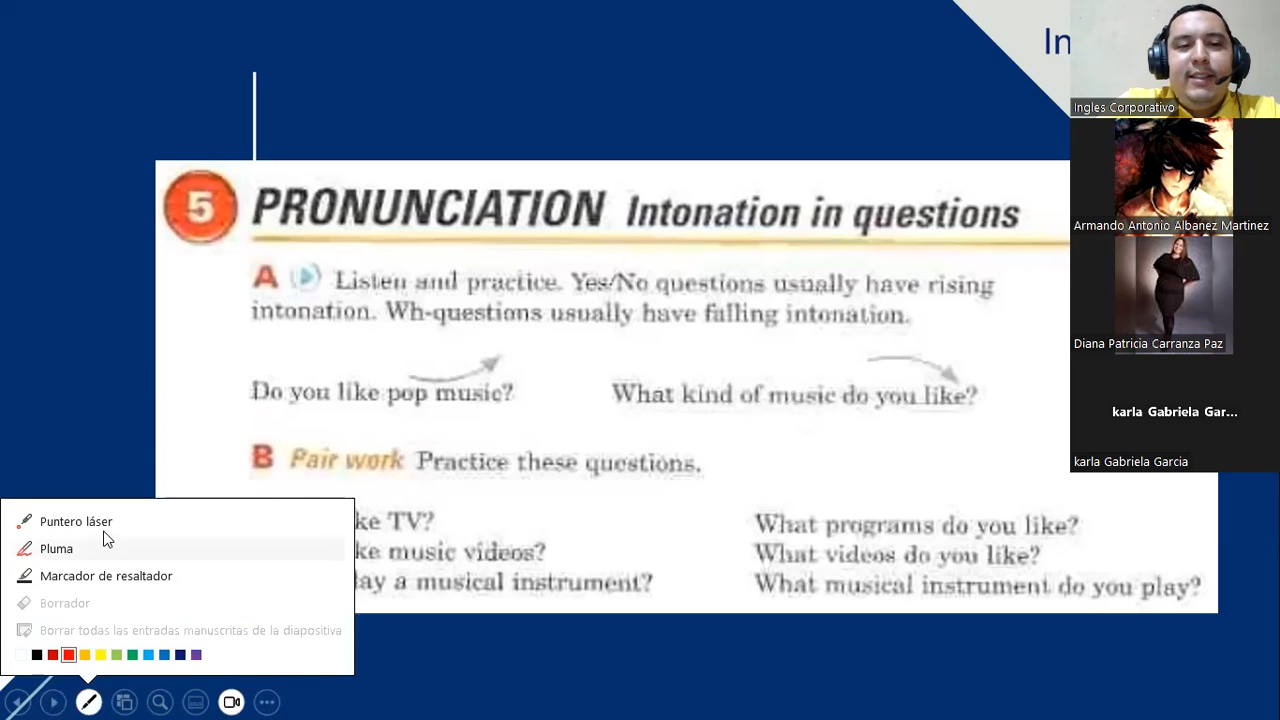 In
5 PRONUNCIATION Intonation in questions
A Listen and practice. Yes/No questions usually have rising
intonation. Wh-questions usually have falling intonation.
Do you like pop music? What kind of music do you like?
B Pair work Practice these questions.
ke TV? What programs do you like?
ke music videos? What videos do you like?
lay a musical instrument? What musical instrument do you play?
Ingles Corporativo
Armando Antonio Albanez Martinez
Diana Patricia Carranza Paz
karla Gabriela Gar...
karla Gabriela Garcia
Puntero láser
Pluma
Marcador de resaltador
Borrador
Borrar todas las entradas manuscritas de la diapositiva